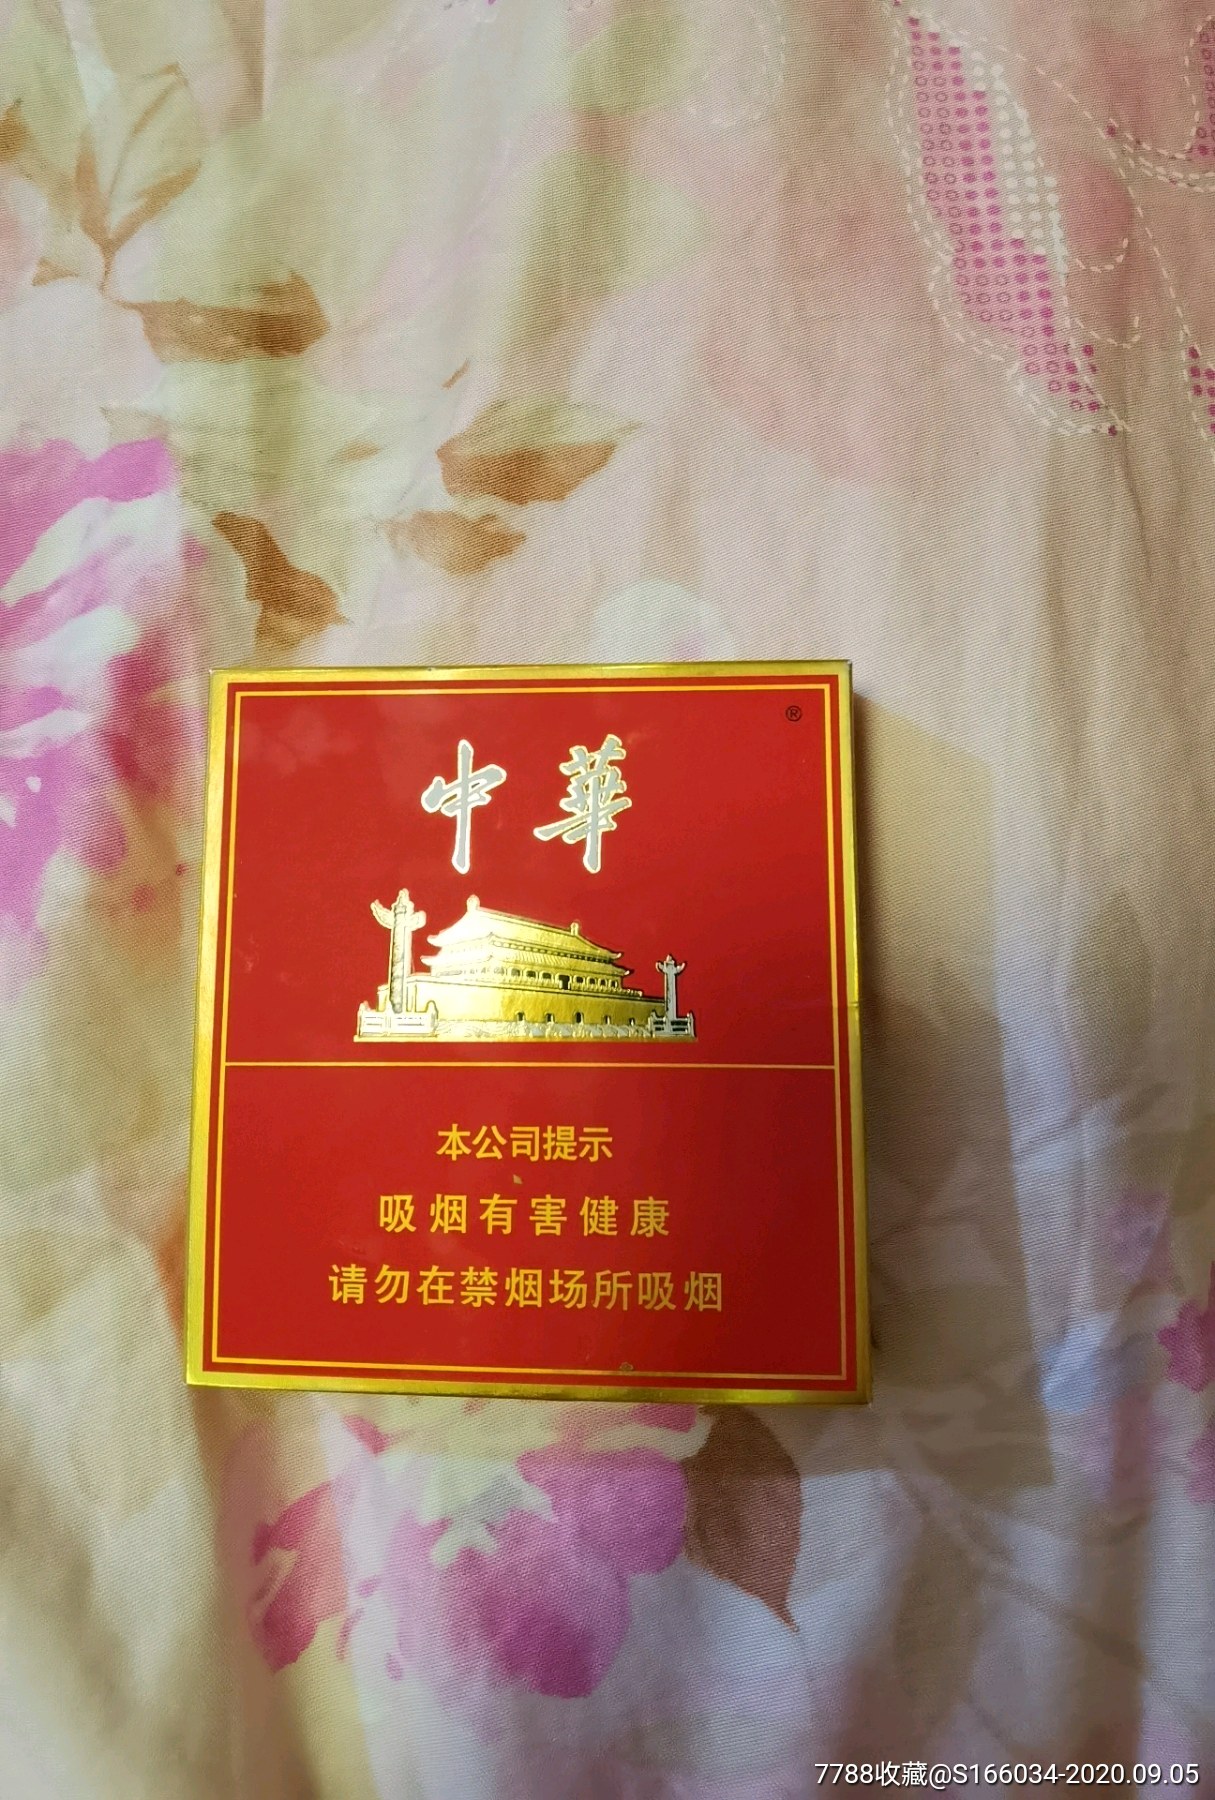 ®
中華
本公司提示
吸烟有害健康
请勿在禁烟场所吸烟
7788收藏@S166034-2020.09.05